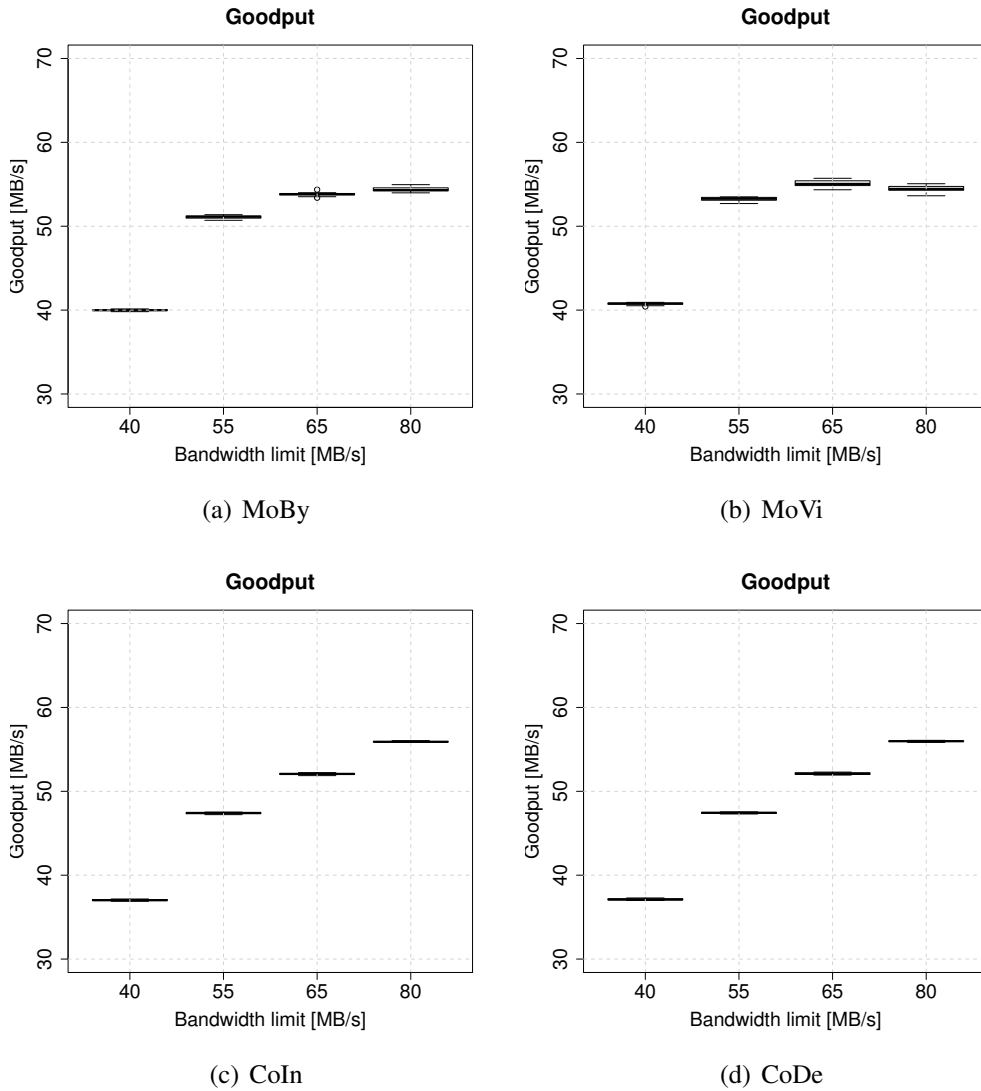 Goodput
Goodput [MB/s]
70
60
50
40
30
40 55 65 80
Bandwidth limit [MB/s]
(a) MoBy
Goodput
Goodput [MB/s]
70
60
50
40
30
40 55 65 80
Bandwidth limit [MB/s]
(b) MoVi
Goodput
Goodput [MB/s]
70
60
50
40
30
40 55 65 80
Bandwidth limit [MB/s]
(c) CoIn
Goodput
Goodput [MB/s]
70
60
50
40
30
40 55 65 80
Bandwidth limit [MB/s]
(d) CoDe